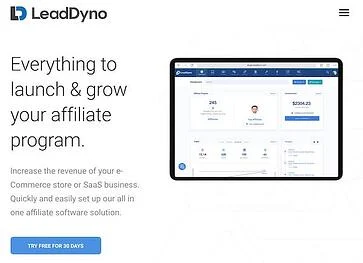 LeadDyno
Everything to
launch & grow
your affiliate
program.
Increase the revenue of your e-
Commerce store or SaaS business.
Quickly and easily set up our all in
one affiliate software solution.
TRY FREE FOR 30 DAYS
245
$2304.23